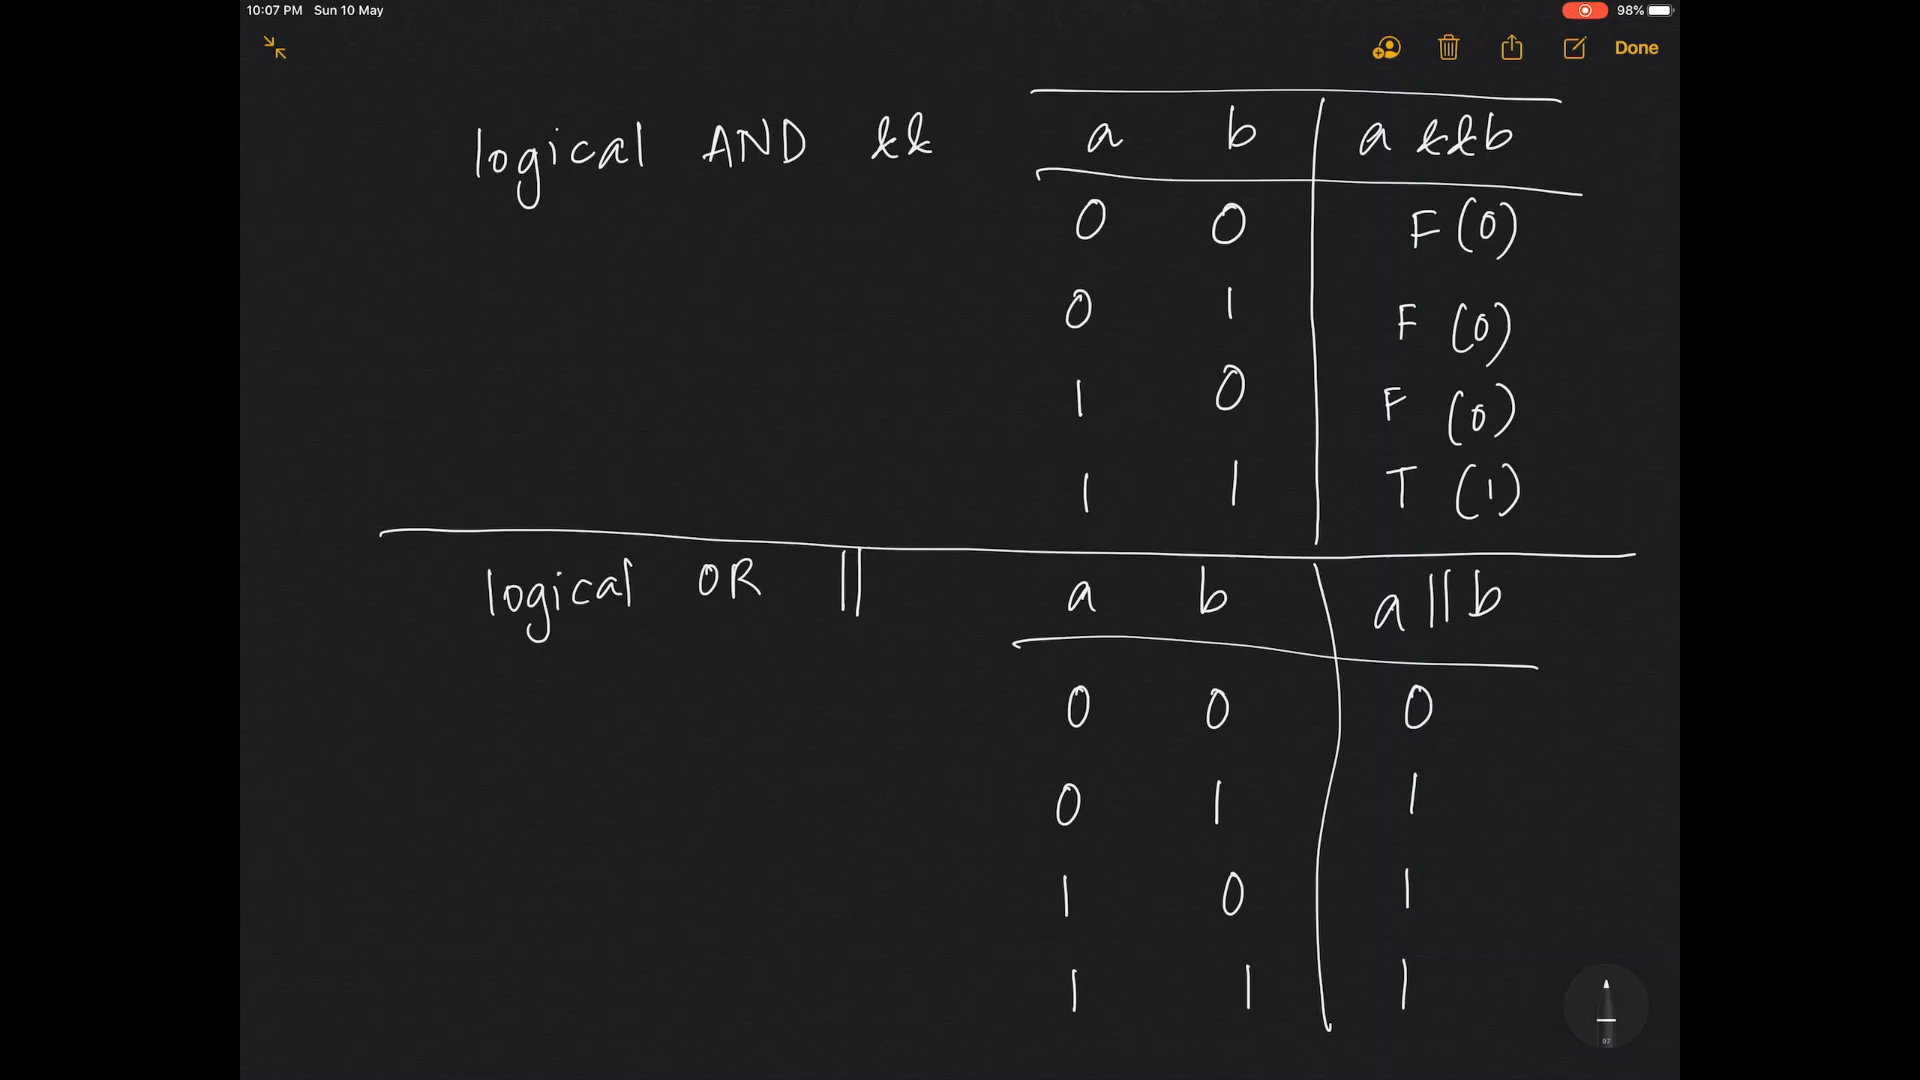 10:07 PM Sun 10 May 98%
Done
logical AND && a b a &&b
0 0 F (0)
0 1 F (0)
1 0 F (0)
1 1 T (1)
logical OR || a b a || b
0 0 0
0 1 1
1 0 1
1 1 1
97